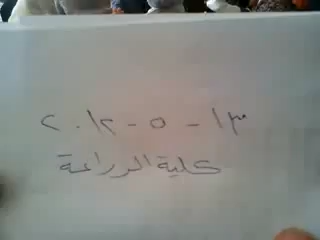 ١٣ - ٥ - ٢٠١٢
كلية الزراعة